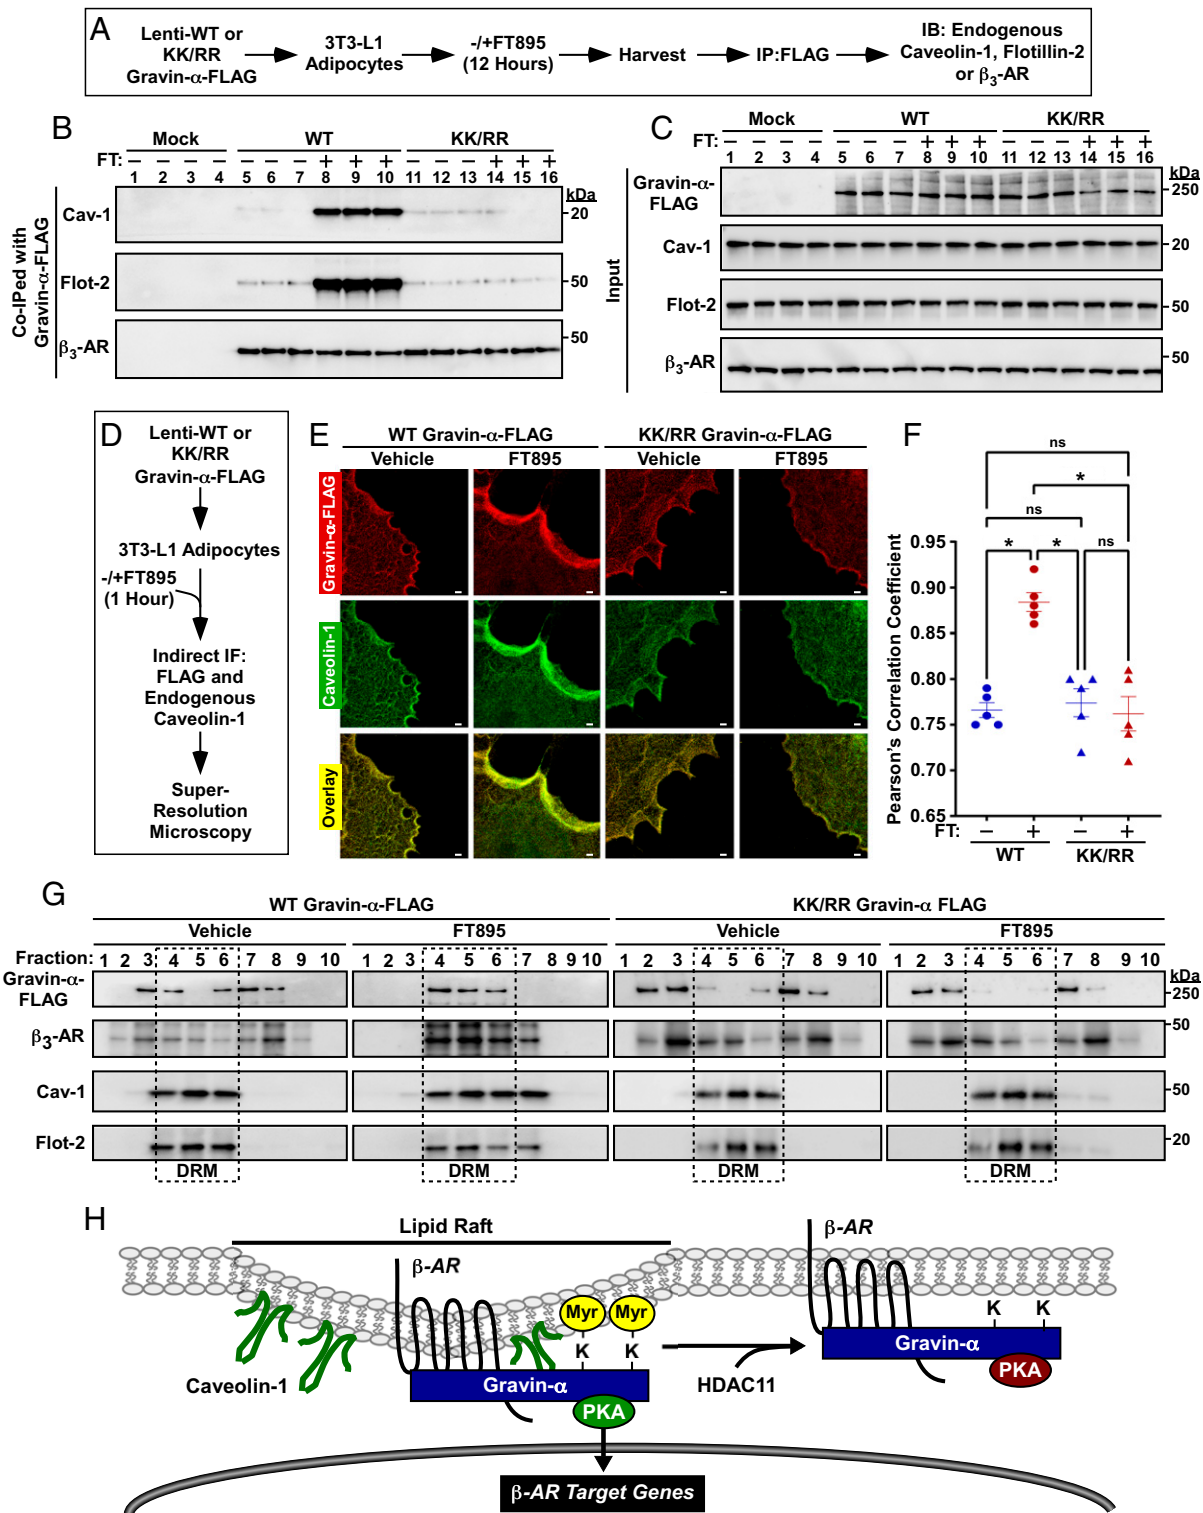 A
Lenti-WT or
KK/RR
Gravin-α-FLAG
3T3-L1
Adipocytes
-/+FT895
(12 Hours)
Harvest
IP:FLAG
IB: Endogenous
Caveolin-1, Flotillin-2
or β3-AR
B
Mock WT KK/RR
FT: − − − − − − − + + + − − − + + +
1 2 3 4 5 6 7 8 9 10 11 12 13 14 15 16
kDa
Co-IPed with
Gravin-α-FLAG
Cav-1
20
Flot-2
50
β3-AR
50
C
Mock WT KK/RR
FT: − − − − − − − + + + − − − + + +
1 2 3 4 5 6 7 8 9 10 11 12 13 14 15 16
kDa
Input
Gravin-α-
FLAG
250
Cav-1
20
Flot-2
50
β3-AR
50
D
Lenti-WT or
KK/RR
Gravin-α-FLAG
3T3-L1 Adipocytes
-/+FT895
(1 Hour)
Indirect IF:
FLAG and
Endogenous
Caveolin-1
Super-
Resolution
Microscopy
E
WT Gravin-α-FLAG KK/RR Gravin-α-FLAG
Vehicle FT895 Vehicle FT895
Gravin-α-FLAG
Caveolin-1
Overlay
F
ns
*
ns
* * ns
Pearson's Correlation Coefficient
0.95
0.90
0.85
0.80
0.75
0.70
0.65
FT: − + − +
WT KK/RR
G
WT Gravin-α-FLAG KK/RR Gravin-α FLAG
Vehicle FT895 Vehicle FT895
Fraction: 1 2 3 4 5 6 7 8 9 10 1 2 3 4 5 6 7 8 9 10 1 2 3 4 5 6 7 8 9 10 1 2 3 4 5 6 7 8 9 10
kDa
Gravin-α-
FLAG
250
β3-AR
50
Cav-1
50
Flot-2
20
DRM DRM DRM DRM
H
Lipid Raft
β-AR
β-AR
Myr Myr
K K
K K
Caveolin-1
Gravin-α
Gravin-α
HDAC11
PKA
PKA
β-AR Target Genes